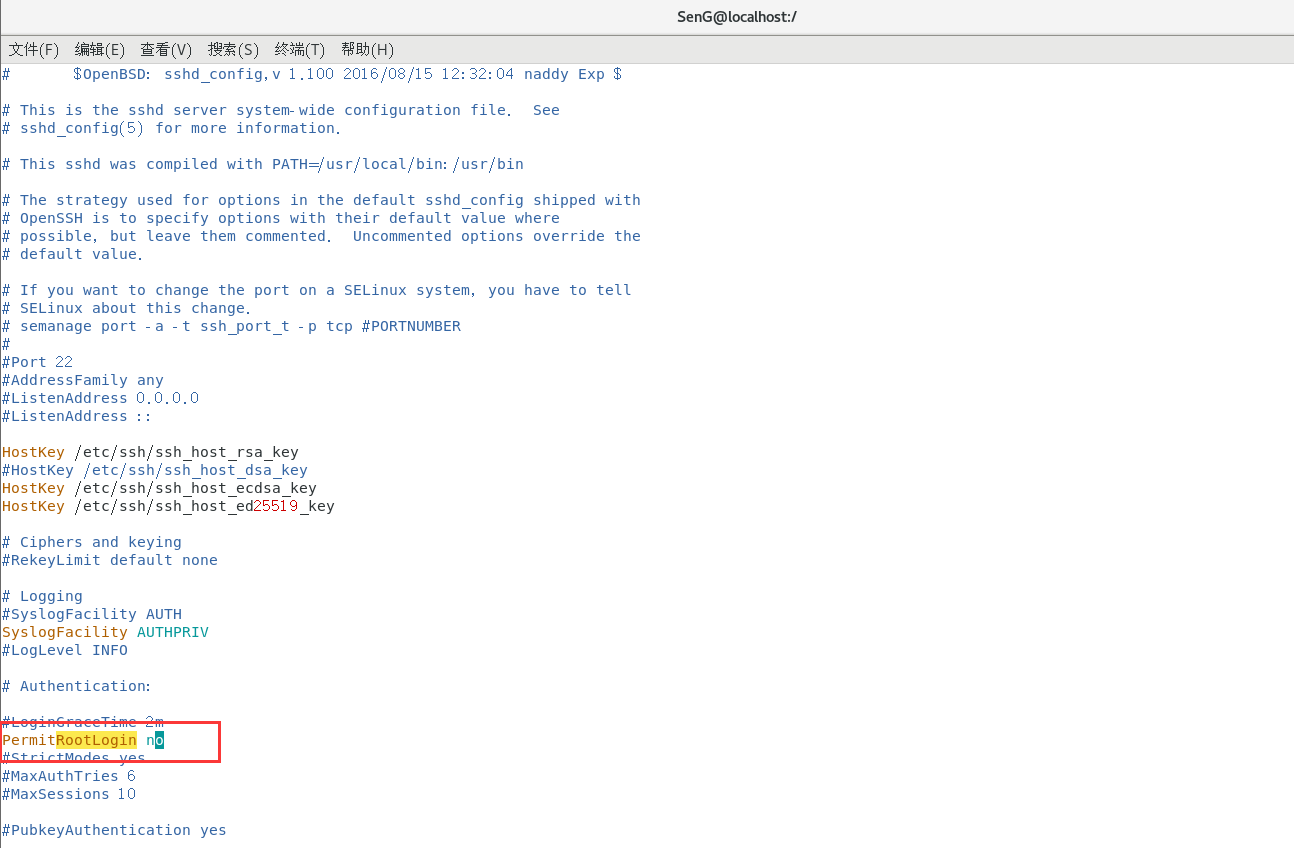 SenG@localhost:/
文件(F) 编辑(E) 查看(V) 搜索(S) 终端(T) 帮助(H)
# $OpenBSD: sshd_config,v 1.100 2016/08/15 12:32:04 naddy Exp $
# This is the sshd server system-wide configuration file. See
# sshd_config(5) for more information.
# This sshd was compiled with PATH=/usr/local/bin:/usr/bin
# The strategy used for options in the default sshd_config shipped with
# OpenSSH is to specify options with their default value where
# possible, but leave them commented. Uncommented options override the
# default value.
# If you want to change the port on a SELinux system, you have to tell
# SELinux about this change.
# semanage port -a -t ssh_port_t -p tcp #PORTNUMBER
#
#Port 22
#AddressFamily any
#ListenAddress 0.0.0.0
#ListenAddress ::
HostKey /etc/ssh/ssh_host_rsa_key
#HostKey /etc/ssh/ssh_host_dsa_key
HostKey /etc/ssh/ssh_host_ecdsa_key
HostKey /etc/ssh/ssh_host_ed25519_key
# Ciphers and keying
#RekeyLimit default none
# Logging
#SyslogFacility AUTH
SyslogFacility AUTHPRIV
#LogLevel INFO
# Authentication:
#LoginGraceTime 2m
PermitRootLogin no
#StrictModes yes
#MaxAuthTries 6
#MaxSessions 10
#PubkeyAuthentication yes